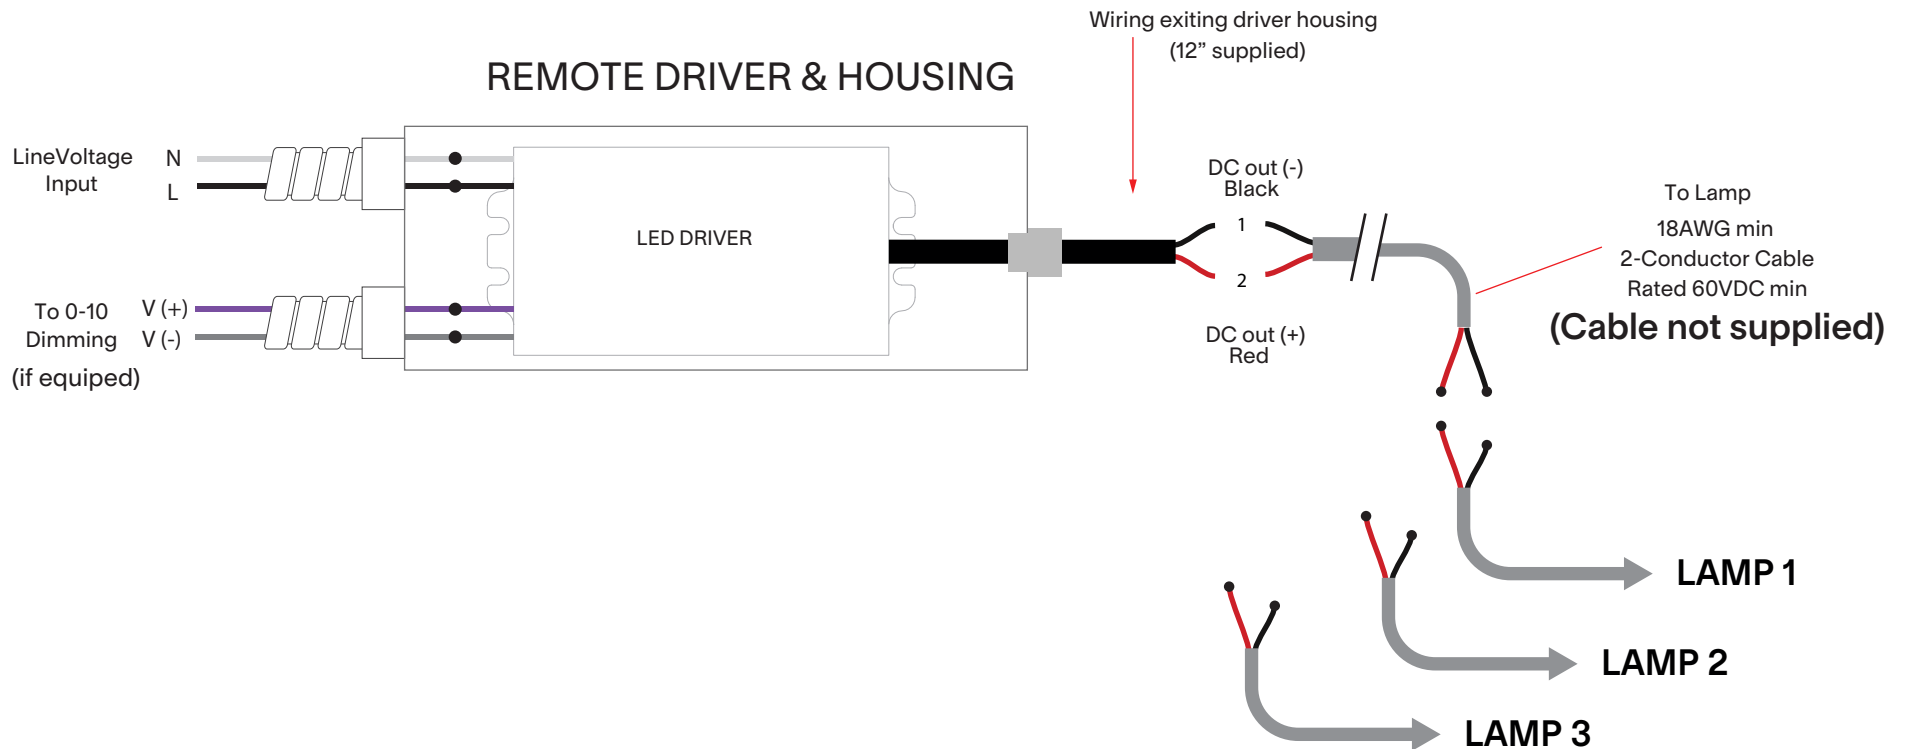 Wiring exiting driver housing
(12” supplied)
REMOTE DRIVER & HOUSING
LineVoltage
Input
N
L
LED DRIVER
To 0-10
Dimming
(if equiped)
V (+)
V (-)
DC out (-)
Black
1
2
DC out (+)
Red
To Lamp
18AWG min
2-Conductor Cable
Rated 60VDC min
(Cable not supplied)
LAMP 1
LAMP 2
LAMP 3